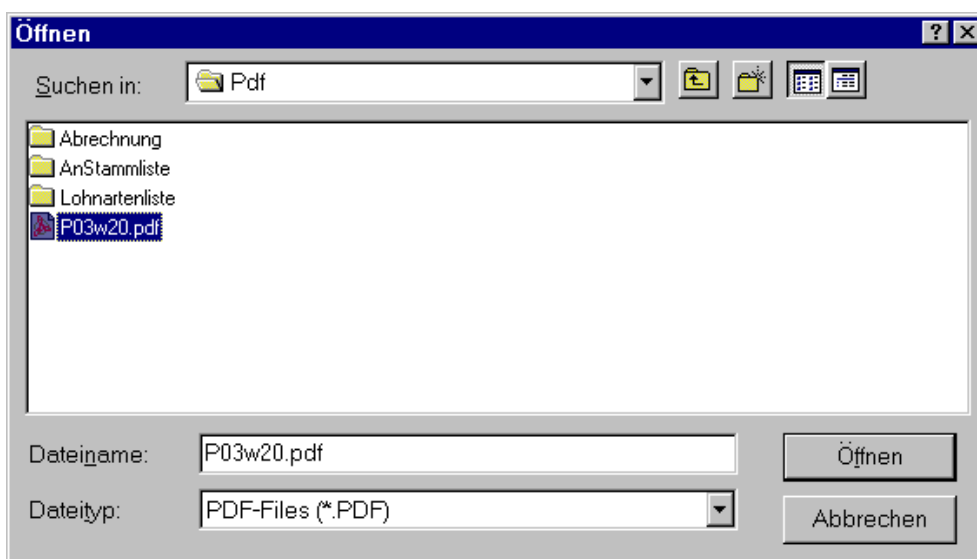 Öffnen
Suchen in: Pdf
Abrechnung
AnStammliste
Lohnartenliste
P03w20.pdf
Dateiname: P03w20.pdf Öffnen
Dateityp: PDF-Files (*.PDF) Abbrechen